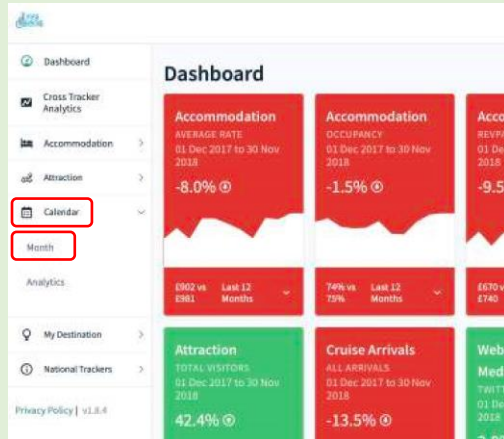 Dashboard
Cross Tracker
Analytics
Accommodation
Attraction
Calendar
Month
Analytics
My Destination
National Trackers
Privacy Policy | v1.8.4
Dashboard
Accommodation
AVERAGE RATE
01 Dec 2017 to 30 Nov
2018
-8.0%
£902 vs Last 12
£981 Months
Accommodation
OCCUPANCY
01 Dec 2017 to 30 Nov
2018
-1.5%
74% vs Last 12
75% Months
Acco
REVPA
01 De
2018
-9.5
£670 v
£740
Attraction
TOTAL VISITORS
01 Dec 2017 to 30 Nov
2018
42.4%
Cruise Arrivals
ALL ARRIVALS
01 Dec 2017 to 30 Nov
2018
-13.5%
Web
Med
TWITT
01 De
2018